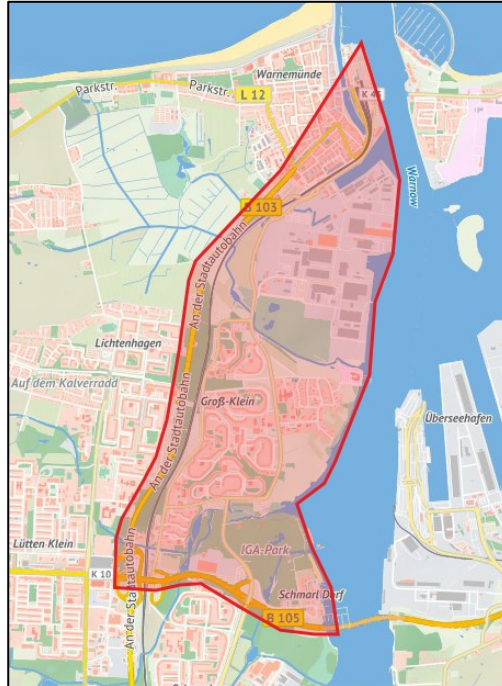 Warnemünde
Parkstr.
Parkstr.
L 12
Warnow
B 103
An der Stadtautobahn
Lichtenhagen
Auf dem Kalverradd
An der Stadtautobahn
Groß-Klein
Überseehafen
An der Stadtautobahn
Lütten Klein
IGA-Park
K 10
Schmarl Dorf
B 105